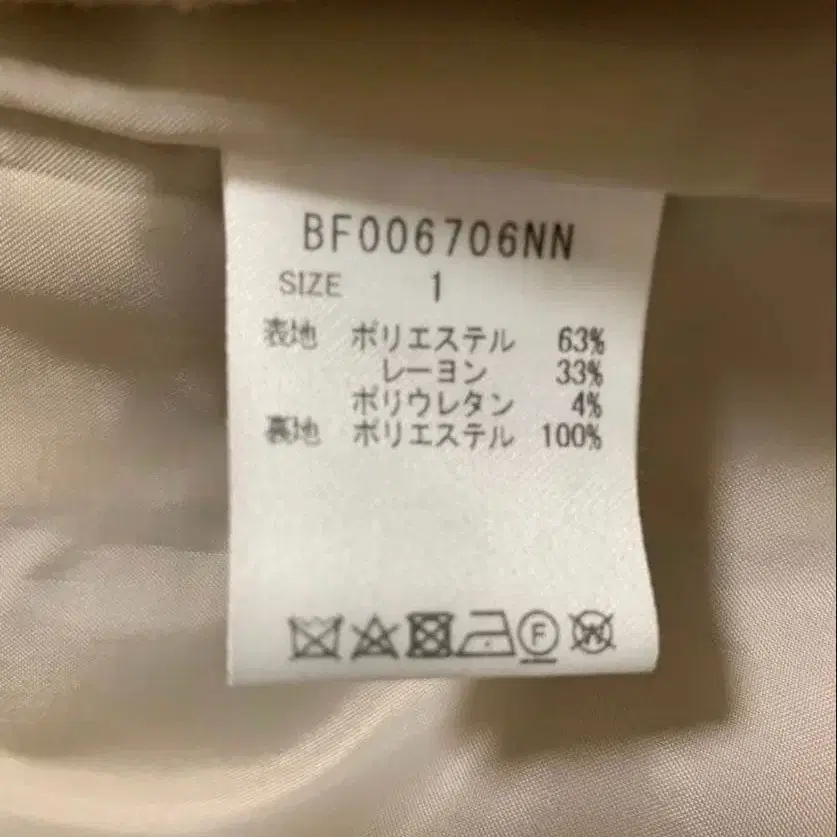 BF006706NN
SIZE 1
表地 ポリエステル 63%
レーヨン 33%
ポリウレタン 4%
裏地 ポリエステル 100%
F W